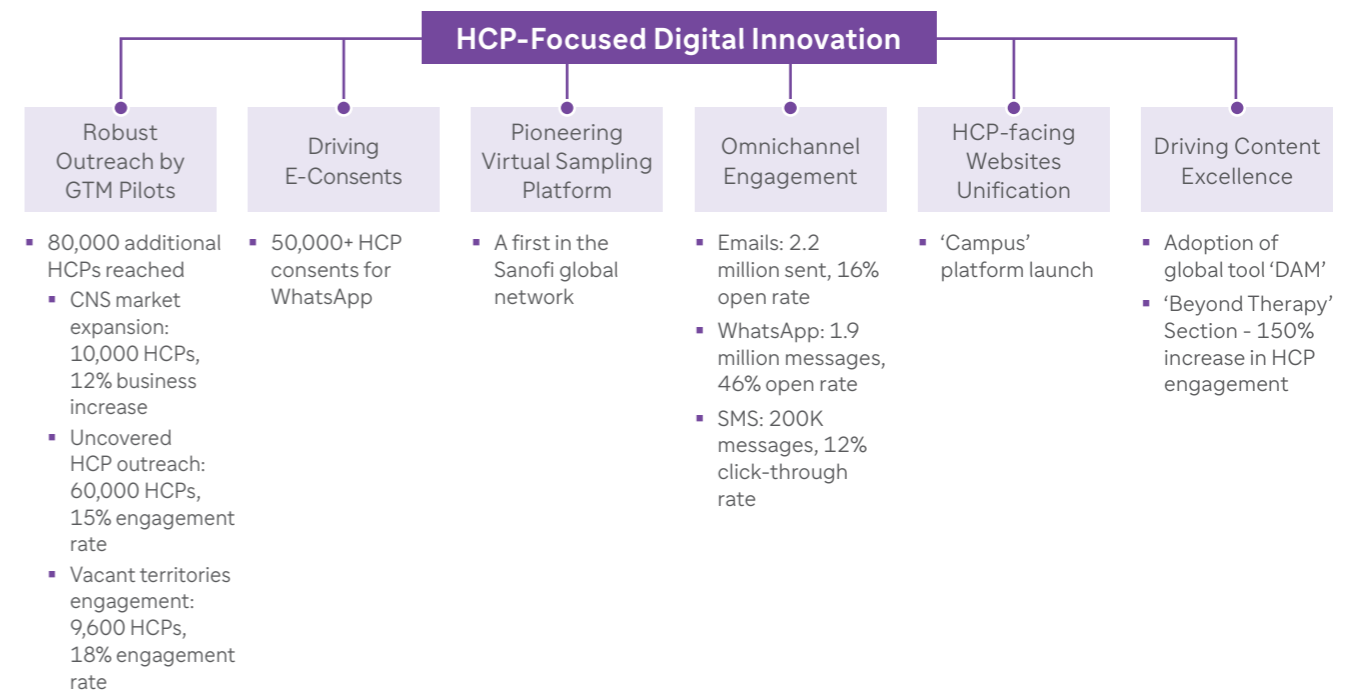 HCP-Focused Digital Innovation
Robust
Outreach by
GTM Pilots
▪ 80,000 additional
HCPs reached
▪ CNS market
expansion:
10,000 HCPs,
12% business
increase
▪ Uncovered
HCP outreach:
60,000 HCPs,
15% engagement
rate
▪ Vacant territories
engagement:
9,600 HCPs,
18% engagement
rate
Driving
E-Consents
▪ 50,000+ HCP
consents for
WhatsApp
Pioneering
Virtual Sampling
Platform
▪ A first in the
Sanofi global
network
Omnichannel
Engagement
▪ Emails: 2.2
million sent, 16%
open rate
▪ WhatsApp: 1.9
million messages,
46% open rate
▪ SMS: 200K
messages, 12%
click-through
rate
HCP-facing
Websites
Unification
▪ ‘Campus’
platform launch
Driving Content
Excellence
▪ Adoption of
global tool ‘DAM’
▪ ‘Beyond Therapy’
Section - 150%
increase in HCP
engagement